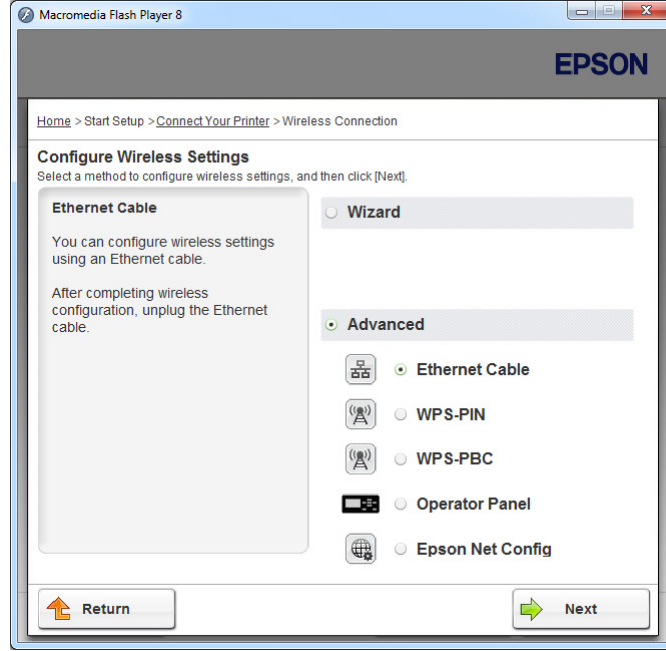 Macromedia Flash Player 8
EPSON
Home > Start Setup > Connect Your Printer > Wireless Connection
Configure Wireless Settings
Select a method to configure wireless settings, and then click [Next].
Ethernet Cable
You can configure wireless settings
using an Ethernet cable.
After completing wireless
configuration, unplug the Ethernet
cable.
Wizard
Advanced
Ethernet Cable
WPS-PIN
WPS-PBC
Operator Panel
Epson Net Config
Return
Next